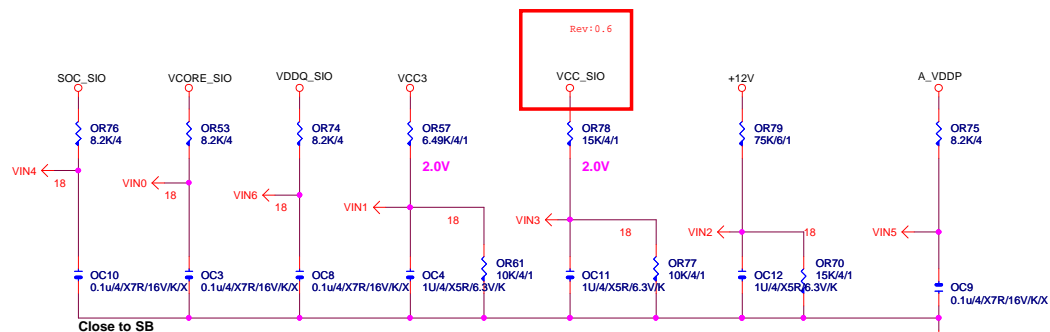 Rev:0.6
SOC_SIO
VCORE_SIO
VDDQ_SIO
VCC3
VCC_SIO
+12V
A_VDDP
OR76
8.2K/4
OR53
8.2K/4
OR74
8.2K/4
OR57
6.49K/4/1
OR78
15K/4/1
OR79
75K/6/1
OR75
8.2K/4
2.0V
2.0V
VIN4
18
VIN0
18
VIN6
18
VIN1
18
VIN3
18
VIN2
18
VIN5
18
OC10
0.1u/4/X7R/16V/K/X
OC3
0.1u/4/X7R/16V/K/X
OC8
0.1u/4/X7R/16V/K/X
OC4
1U/4/X5R/6.3V/K
OR61
10K/4/1
OC11
1U/4/X5R/6.3V/K
OR77
10K/4/1
OC12
1U/4/X5R/6.3V/K
OR70
15K/4/1
OC9
0.1u/4/X7R/16V/K/X
Close to SB